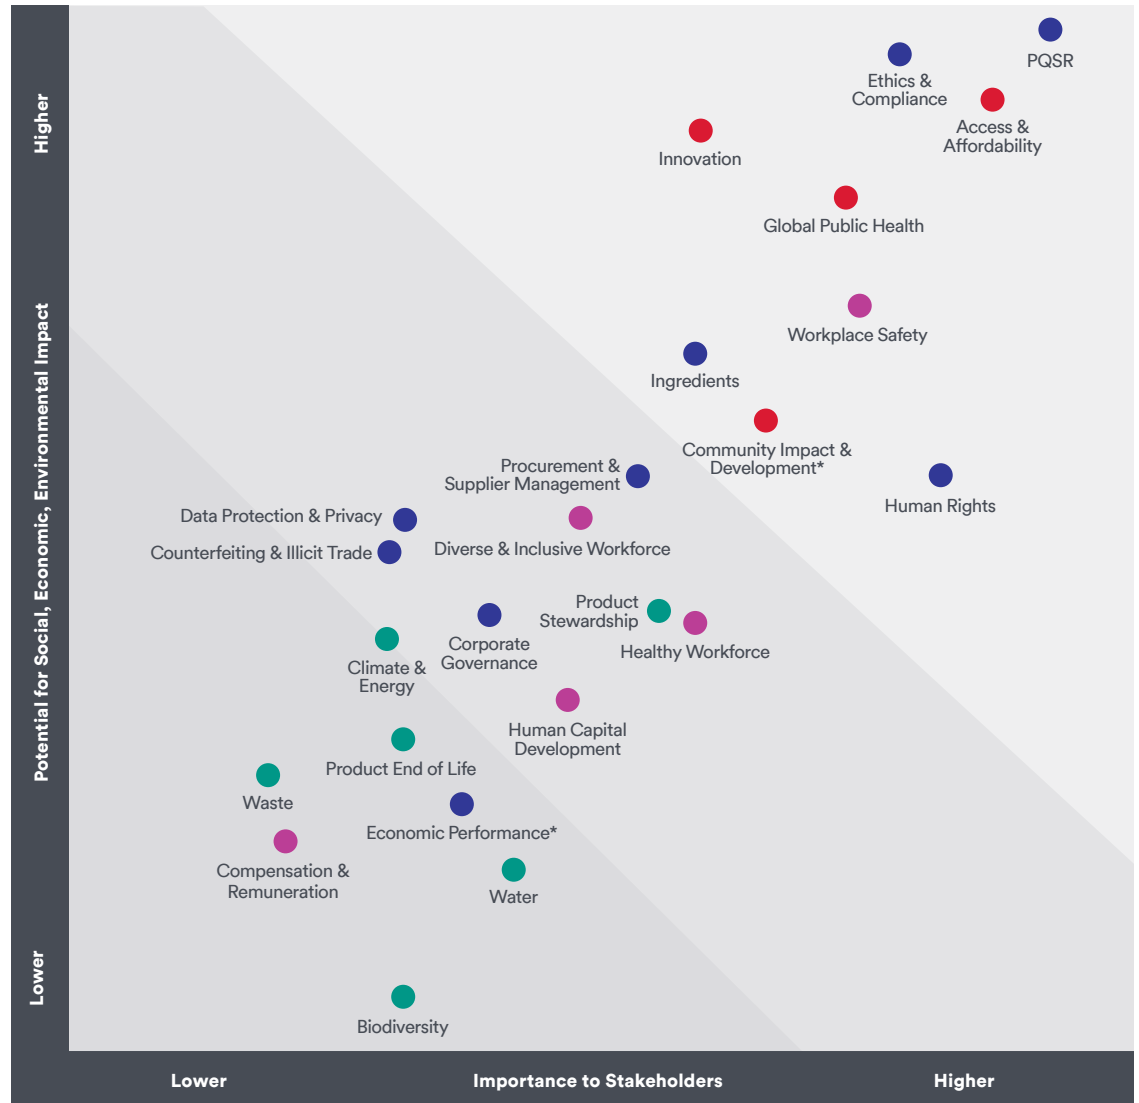 Higher
Potential for Social, Economic, Environmental Impact
Lower
PQSR
Ethics &
Compliance
Access &
Affordability
Innovation
Global Public Health
Workplace Safety
Ingredients
Community Impact &
Development*
Procurement &
Supplier Management
Human Rights
Data Protection & Privacy
Diverse & Inclusive Workforce
Counterfeiting & Illicit Trade
Product
Stewardship
Corporate
Governance
Healthy Workforce
Climate &
Energy
Human Capital
Development
Product End of Life
Waste
Economic Performance*
Compensation &
Remuneration
Water
Biodiversity
Lower
Importance to Stakeholders
Higher